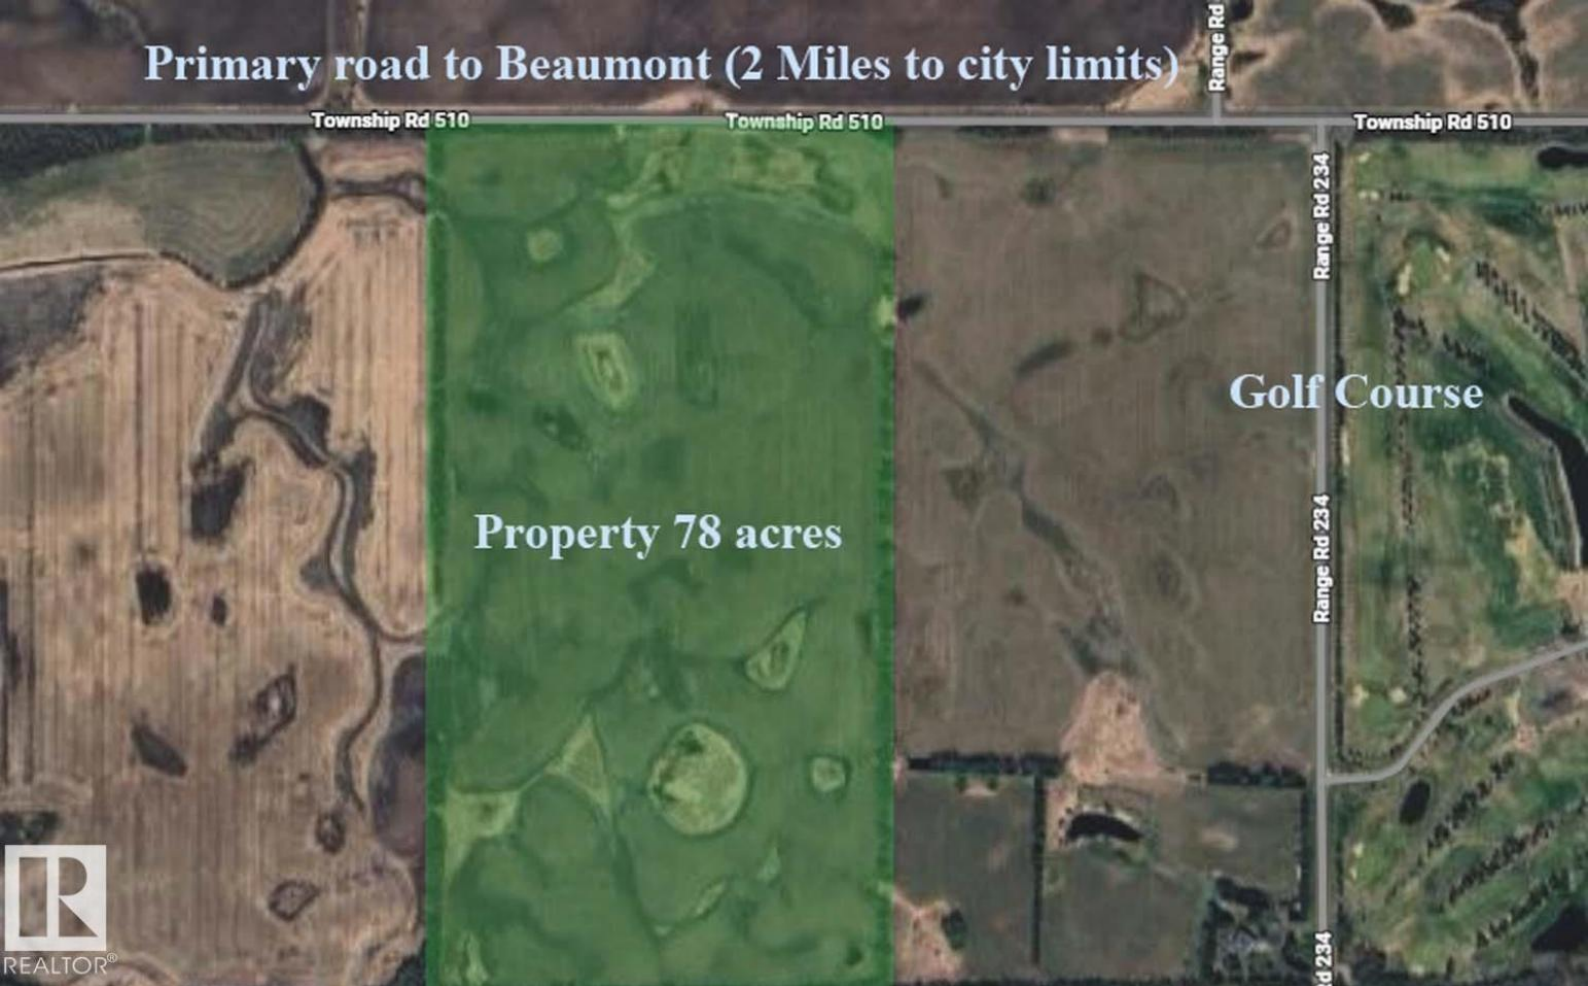 Range Rd
Primary road to Beaumont (2 Miles to city limits)
Township Rd 510
Township Rd 510
Township Rd 510
Range Rd 234
Golf Course
Property 78 acres
Range Rd 234
Rd 234
REALTOR®